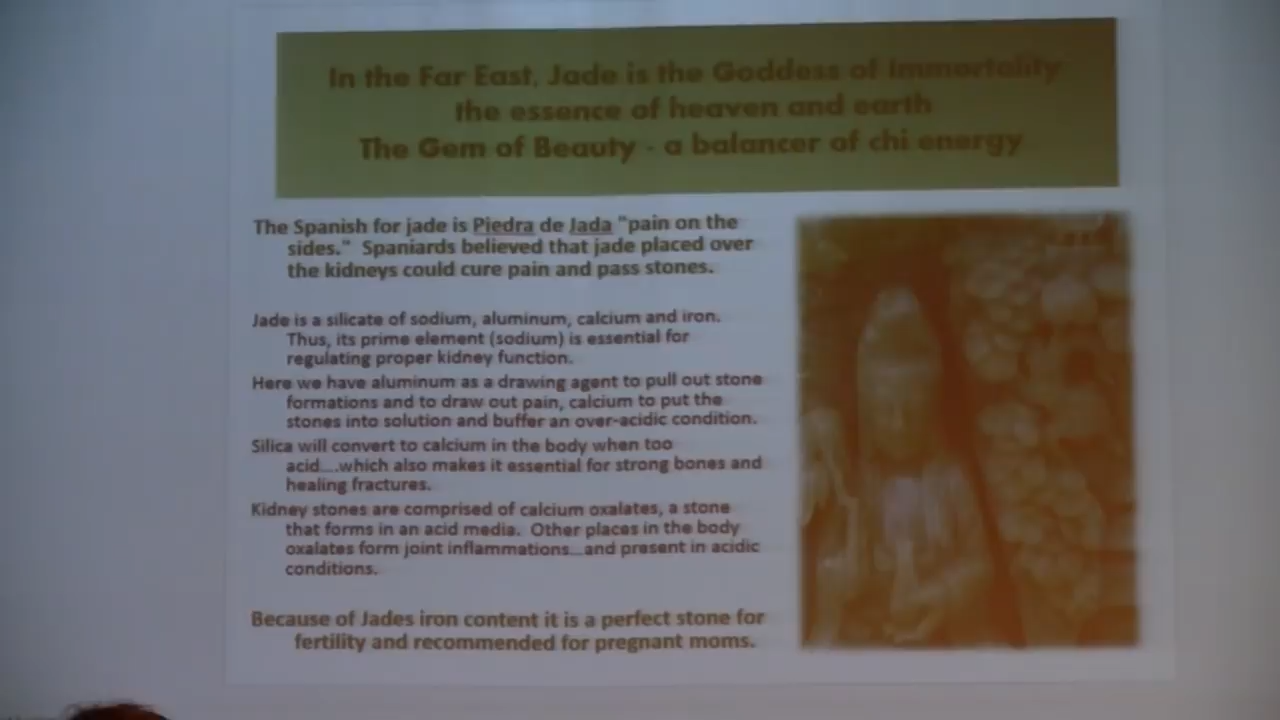 In the Far East, Jade is the Goddess of Immortality
the essence of heaven and earth
The Gem of Beauty - a balancer of chi energy
The Spanish for jade is Piedra de Jada "pain on the
sides." Spaniards believed that jade placed over
the kidneys could cure pain and pass stones.
Jade is a silicate of sodium, aluminum, calcium and iron.
Thus, its prime element (sodium) is essential for
regulating proper kidney function.
Here we have aluminum as a drawing agent to pull out stone
formations and to draw out pain, calcium to put the
stones into solution and buffer an over-acidic condition.
Silica will convert to calcium in the body when too
acid....which also makes it essential for strong bones and
healing fractures.
Kidney stones are comprised of calcium oxalates, a stone
that forms in an acid media. Other places in the body
oxalates form joint inflammations...and present in acidic
conditions.
Because of Jades iron content it is a perfect stone for
fertility and recommended for pregnant moms.